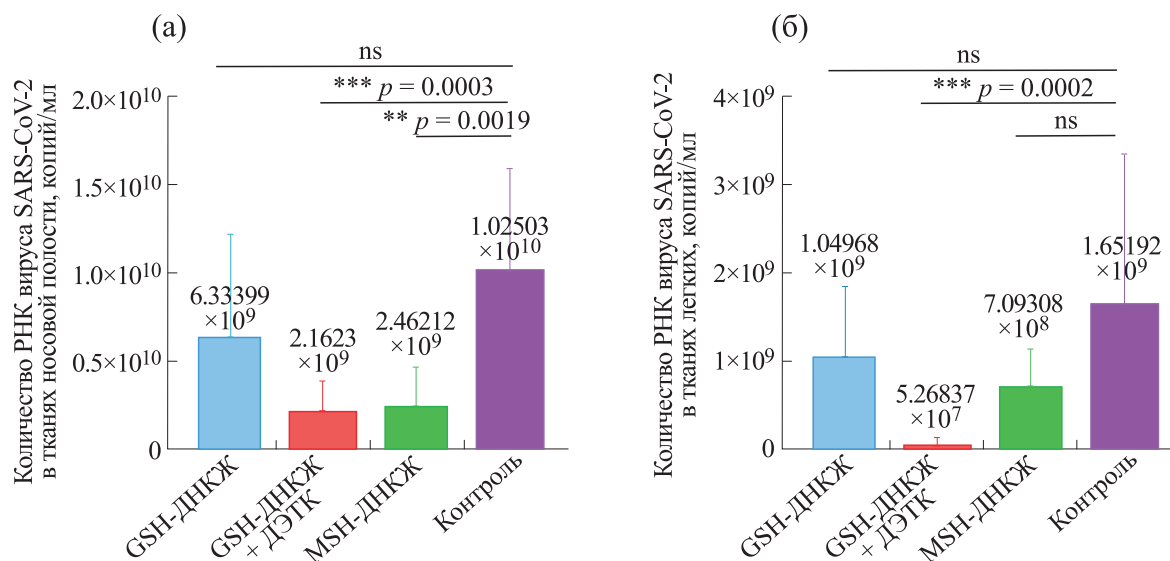 (а)
Количество РНК вируса SARS-CoV-2
в тканях носовой полости, копий/мл
ns
*** p = 0.0003
** p = 0.0019
2.0×10¹⁰
1.5×10¹⁰
1.0×10¹⁰
0.5×10¹⁰
0
6.33399
×10⁹
2.1623
×10⁹
2.46212
×10⁹
1.02503
×10¹⁰
GSH-ДНКЖ
GSH-ДНКЖ
+ ДЭТК
MSH-ДНКЖ
Контроль
(б)
Количество РНК вируса SARS-CoV-2
в тканях легких, копий/мл
ns
*** p = 0.0002
ns
4×10⁹
3×10⁹
2×10⁹
1×10⁹
0
1.04968
×10⁹
5.26837
×10⁷
7.09308
×10⁸
1.65192
×10⁹
GSH-ДНКЖ
GSH-ДНКЖ
+ ДЭТК
MSH-ДНКЖ
Контроль